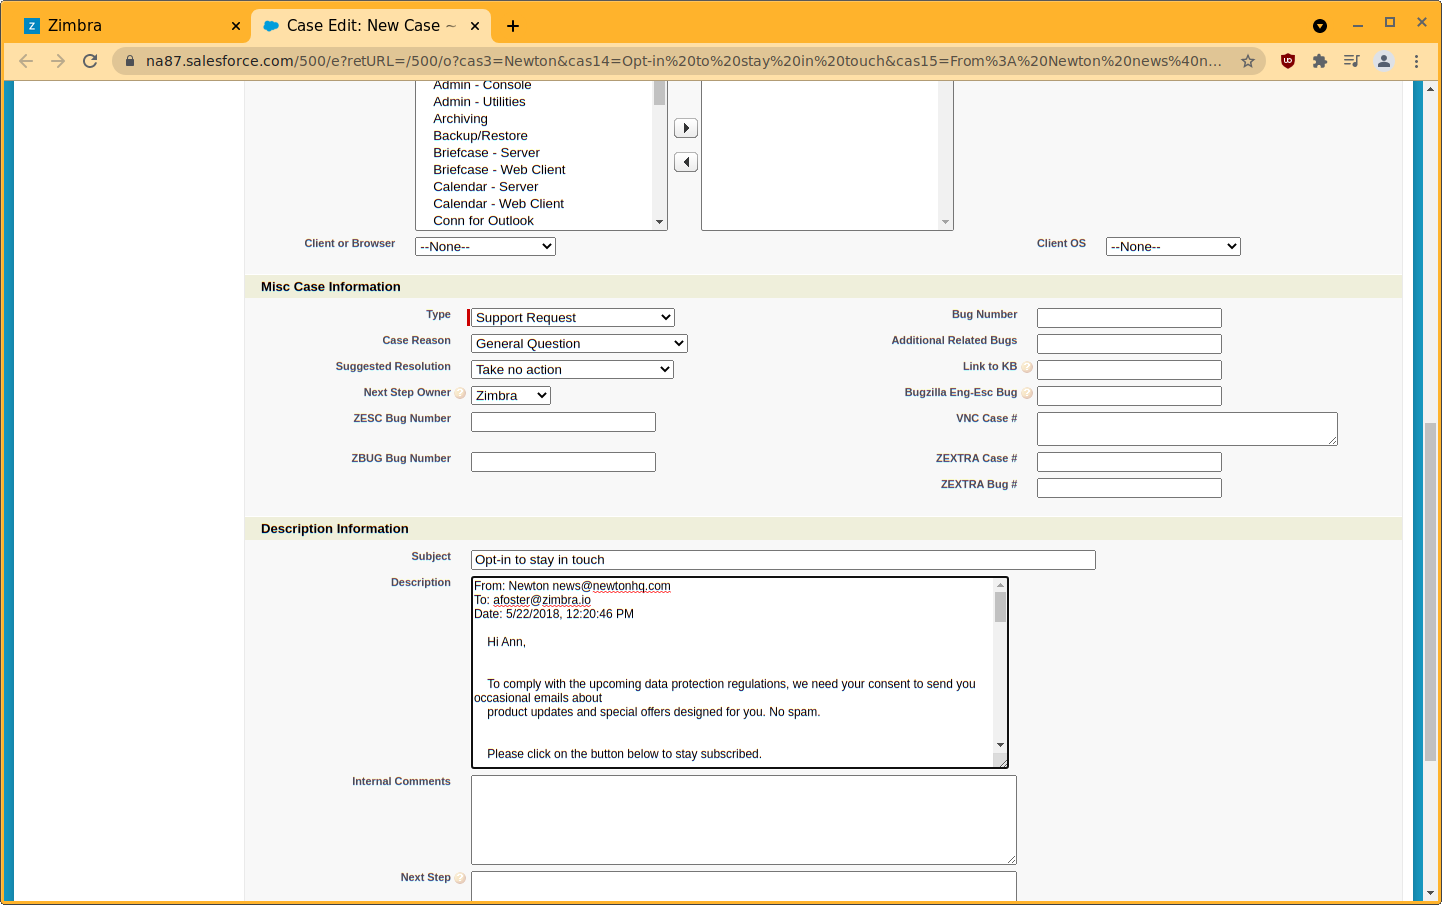 Zimbra
Case Edit: New Case ~
na87.salesforce.com/500/e?retURL=/500/o?cas3=Newton&cas14=Opt-in%20to%20stay%20in%20touch&cas15=From%3A%20Newton%20news%40n...
Admin - Console
Admin - Utilities
Archiving
Backup/Restore
Briefcase - Server
Briefcase - Web Client
Calendar - Server
Calendar - Web Client
Conn for Outlook
Client or Browser --None-- Client OS --None--
Misc Case Information
Type Support Request Bug Number
Case Reason General Question Additional Related Bugs
Suggested Resolution Take no action Link to KB ?
Next Step Owner ? Zimbra Bugzilla Eng-Esc Bug ?
ZESC Bug Number VNC Case #
ZBUG Bug Number ZEXTRA Case #
ZEXTRA Bug #
Description Information
Subject Opt-in to stay in touch
Description From: Newton news@newtonhq.com
To: afoster@zimbra.io
Date: 5/22/2018, 12:20:46 PM
Hi Ann,
To comply with the upcoming data protection regulations, we need your consent to send you
occasional emails about
product updates and special offers designed for you. No spam.
Please click on the button below to stay subscribed.
Internal Comments
Next Step ?